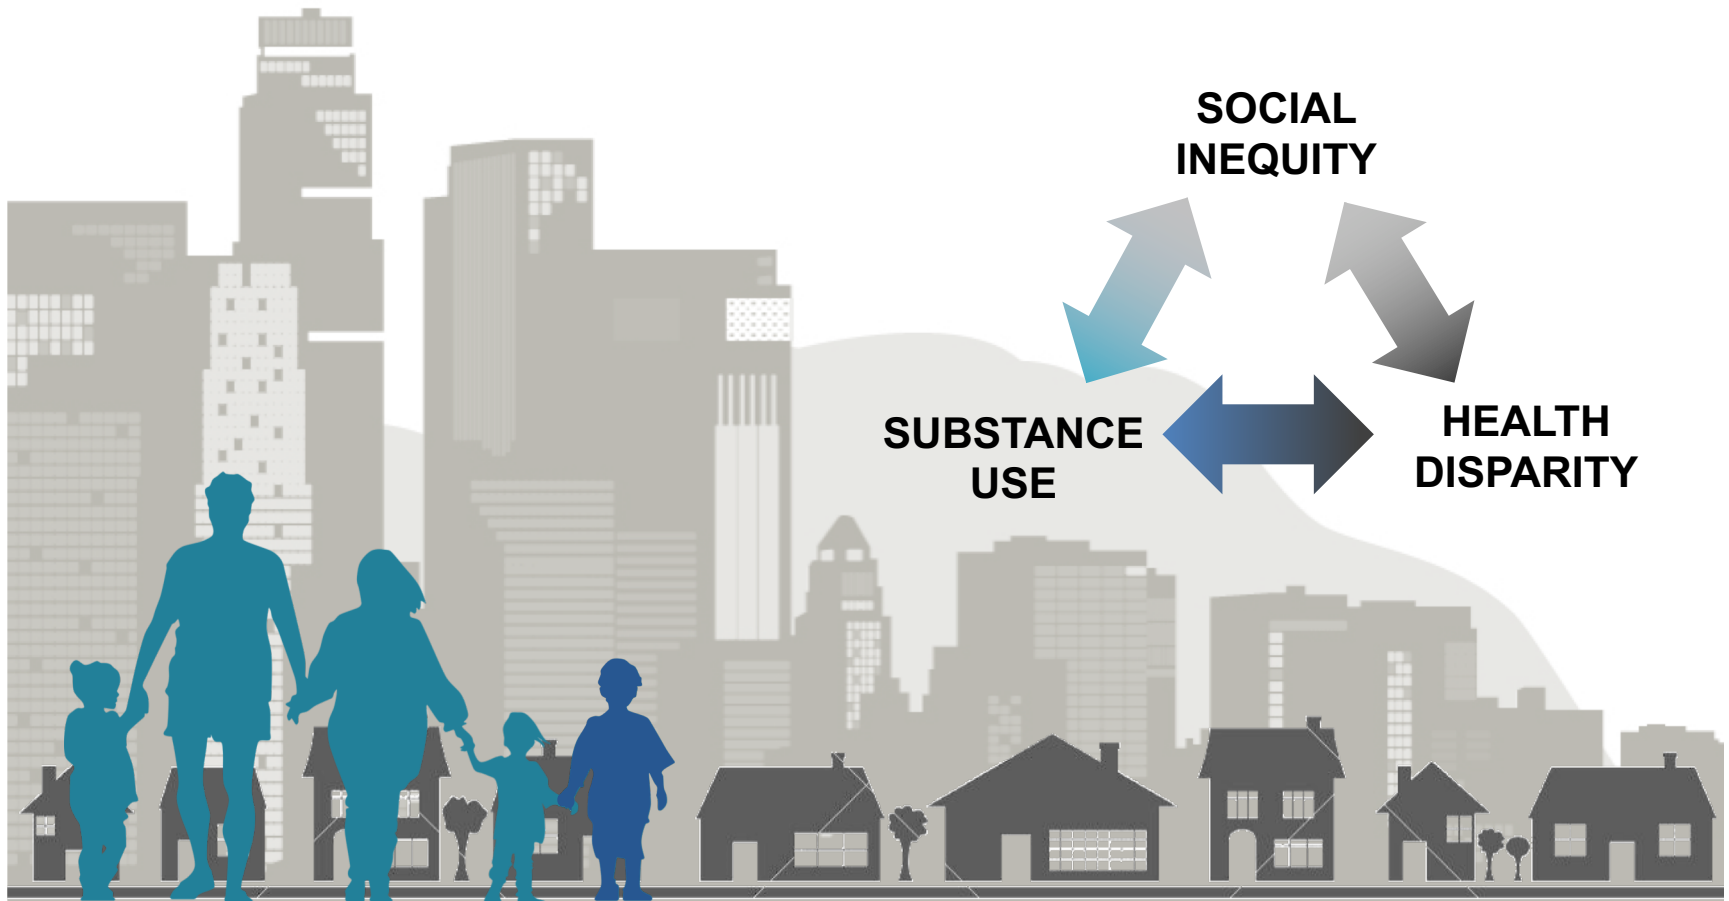 SOCIAL
INEQUITY
SUBSTANCE
USE
HEALTH
DISPARITY